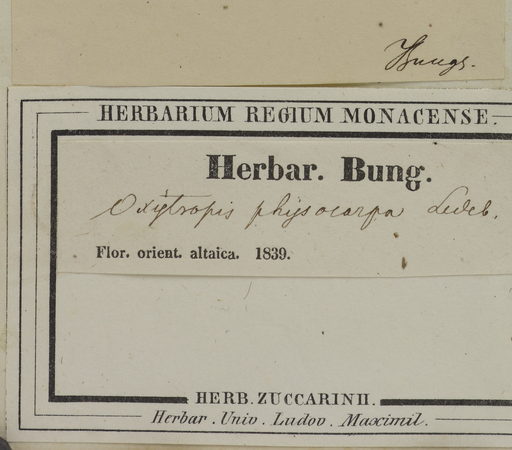 Bunge.
HERBARIUM REGIUM MONACENSE.
Herbar. Bung.
Oxytropis physocarpa Ledeb.
Flor. orient. altaica. 1839.
HERB. ZUCCARINII.
Herbar. Univ. Ludov. Maximil.